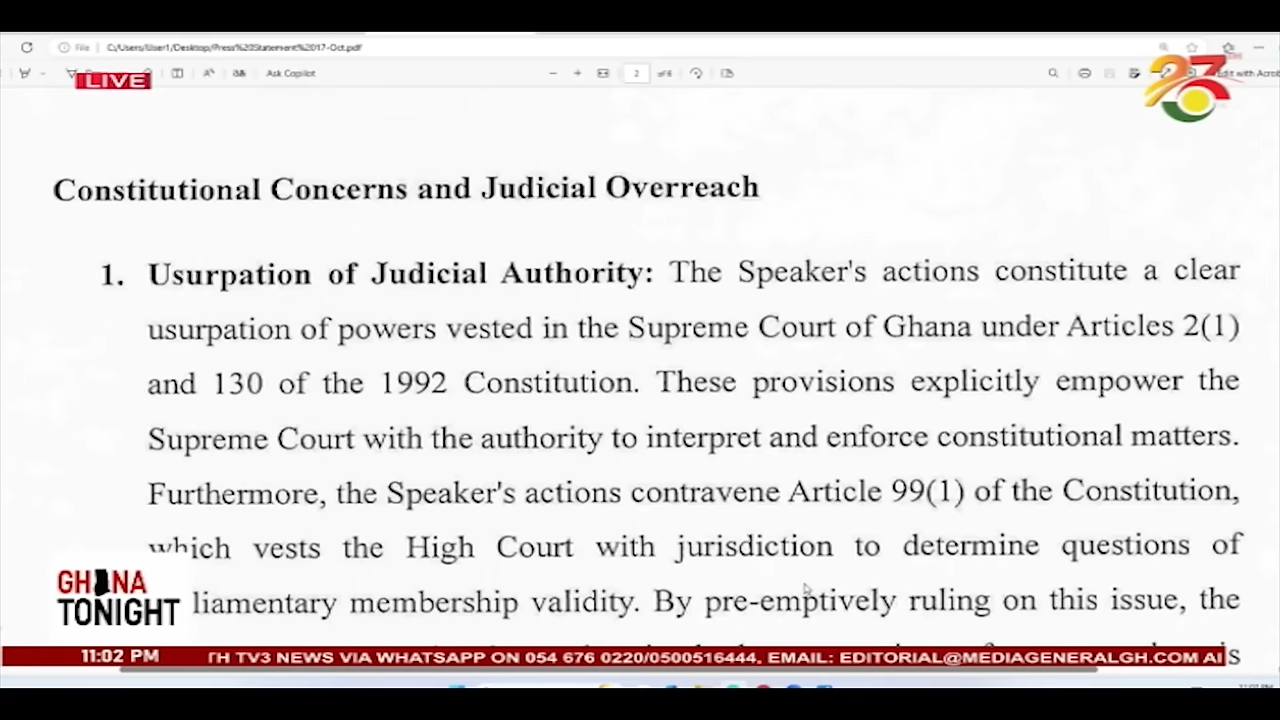 File C:/Users/User1/Desktop/Press%20Statement%2017-Oct.pdf
LIVE
Ask Copilot
2 of 6
Edit with Acrob
Constitutional Concerns and Judicial Overreach
1. Usurpation of Judicial Authority: The Speaker's actions constitute a clear
usurpation of powers vested in the Supreme Court of Ghana under Articles 2(1)
and 130 of the 1992 Constitution. These provisions explicitly empower the
Supreme Court with the authority to interpret and enforce constitutional matters.
Furthermore, the Speaker's actions contravene Article 99(1) of the Constitution,
which vests the High Court with jurisdiction to determine questions of
liamentary membership validity. By pre-emptively ruling on this issue, the
GHANA
TONIGHT
11:02 PM TH TV3 NEWS VIA WHATSAPP ON 054 676 0220/0500516444, EMAIL: EDITORIAL@MEDIAGENERALGH.COM